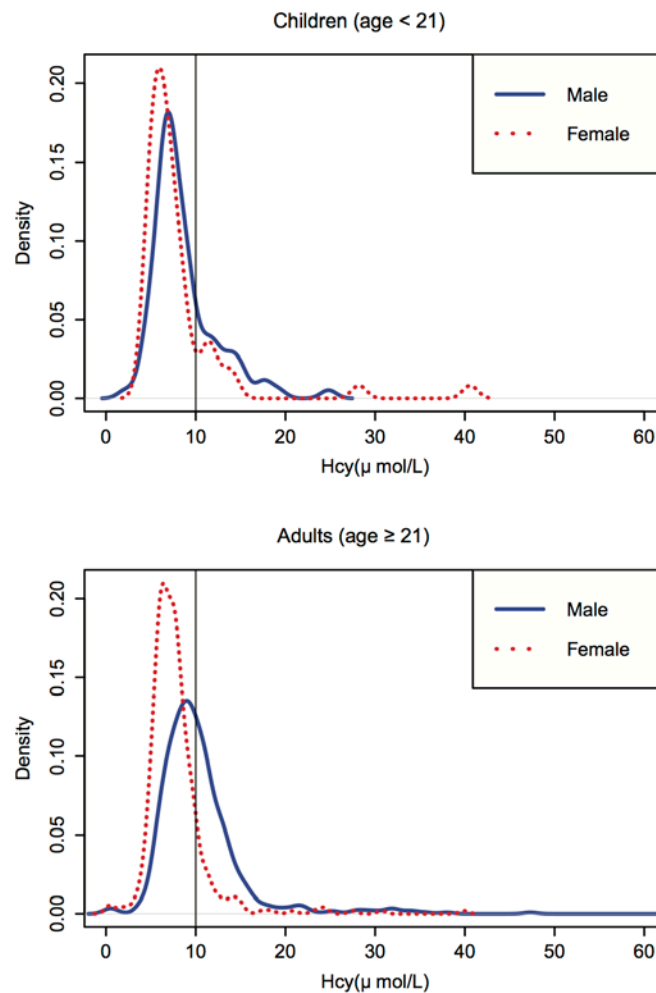 Children (age < 21)
Male
Female
Density
0.00
0.05
0.10
0.15
0.20
0 10 20 30 40 50 60
Hcy(μ mol/L)
Adults (age ≥ 21)
Male
Female
Density
0.00
0.05
0.10
0.15
0.20
0 10 20 30 40 50 60
Hcy(μ mol/L)